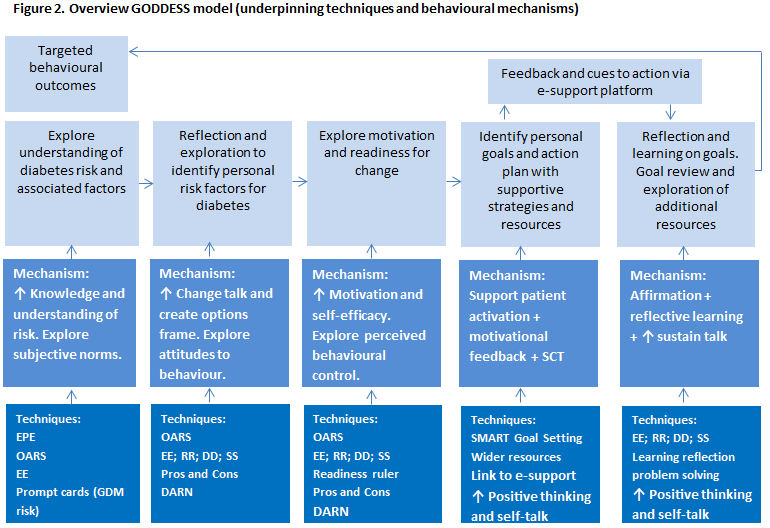 Figure 2. Overview GODDESS model (underpinning techniques and behavioural mechanisms)
Targeted
behavioural
outcomes
Feedback and cues to action via
e-support platform
Explore
understanding of
diabetes risk and
associated factors
Reflection and
exploration to
identify personal
risk factors for
diabetes
Explore motivation
and readiness for
change
Identify personal
goals and action
plan with
supportive
strategies and
resources
Reflection and
learning on goals.
Goal review and
exploration of
additional
resources
Mechanism:
↑ Knowledge and
understanding of
risk. Explore
subjective norms.
Mechanism:
↑ Change talk and
create options
frame. Explore
attitudes to
behaviour.
Mechanism:
↑ Motivation and
self-efficacy.
Explore perceived
behavioural
control.
Mechanism:
Support patient
activation +
motivational
feedback + SCT
Mechanism:
Affirmation +
reflective learning
+ ↑ sustain talk
Techniques:
EPE
OARS
EE
Prompt cards (GDM
risk)
Techniques:
OARS
EE; RR; DD; SS
Pros and Cons
DARN
Techniques:
OARS
EE; RR; DD; SS
Readiness ruler
Pros and Cons
DARN
Techniques:
SMART Goal Setting
Wider resources
Link to e-support
↑ Positive thinking
and self-talk
Techniques:
EE; RR; DD; SS
Learning reflection
problem solving
↑ Positive thinking
and self-talk